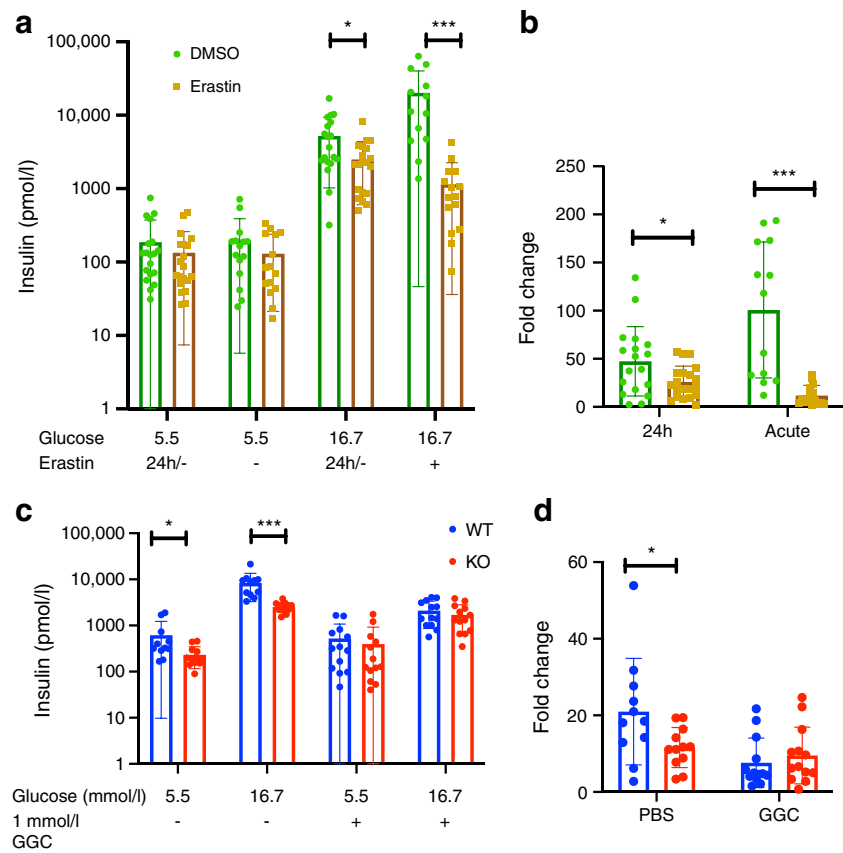 a
100,000
10,000
1000
100
10
1
Insulin (pmol/l)
DMSO
Erastin
*
***
Glucose 5.5 5.5 16.7 16.7
Erastin 24h/- - 24h/- +
b
250
200
150
100
50
0
Fold change
*
***
24h Acute
c
100,000
10,000
1000
100
10
1
Insulin (pmol/l)
*
***
WT
KO
Glucose (mmol/l) 5.5 16.7 5.5 16.7
1 mmol/l - - + +
GGC
d
60
40
20
0
Fold change
*
PBS GGC